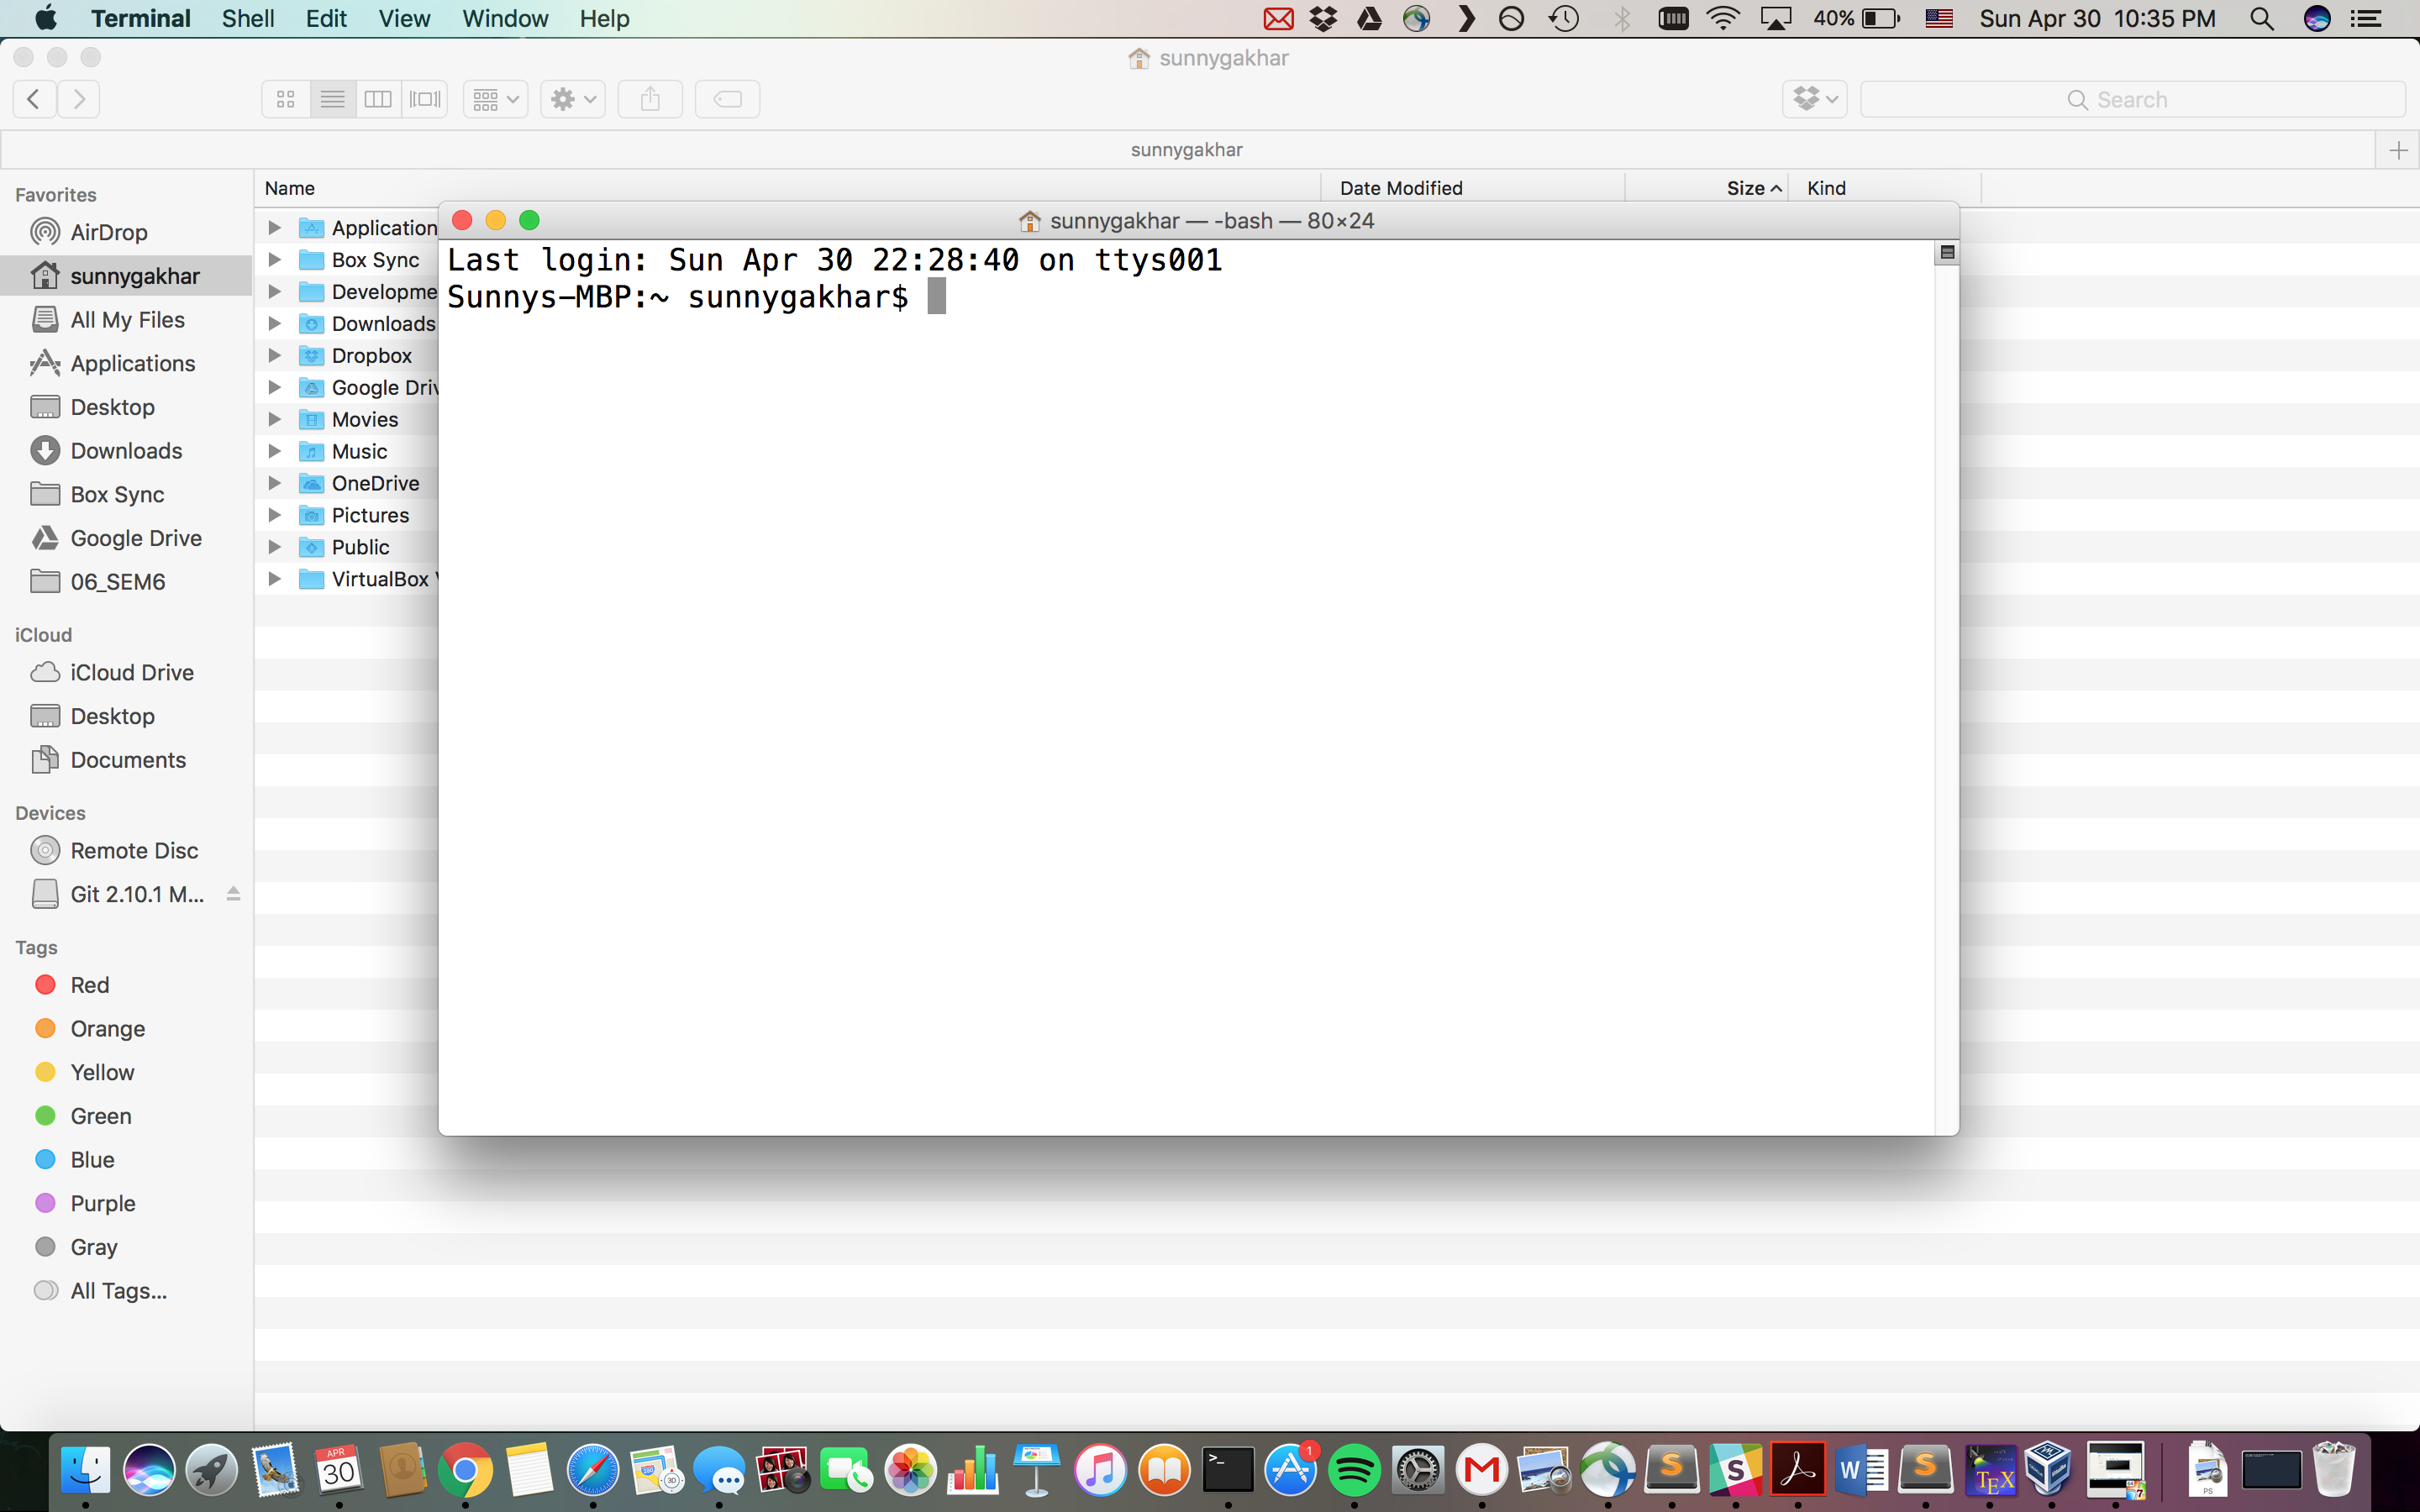 Terminal Shell Edit View Window Help 40% Sun Apr 30 10:35 PM
sunnygakhar
Search
sunnygakhar
Name Date Modified Size Kind
Favorites
AirDrop
sunnygakhar
All My Files
Applications
Desktop
Downloads
Box Sync
Google Drive
06_SEM6
iCloud
iCloud Drive
Desktop
Documents
Devices
Remote Disc
Git 2.10.1 M...
Tags
Red
Orange
Yellow
Green
Blue
Purple
Gray
All Tags...
Application
Box Sync
Developme
Downloads
Dropbox
Google Driv
Movies
Music
OneDrive
Pictures
Public
VirtualBox V
sunnygakhar — -bash — 80×24
Last login: Sun Apr 30 22:28:40 on ttys001
Sunnys-MBP:~ sunnygakhar$
APR
30
>_
1
M
S
S
W
S
TEX
7
PS